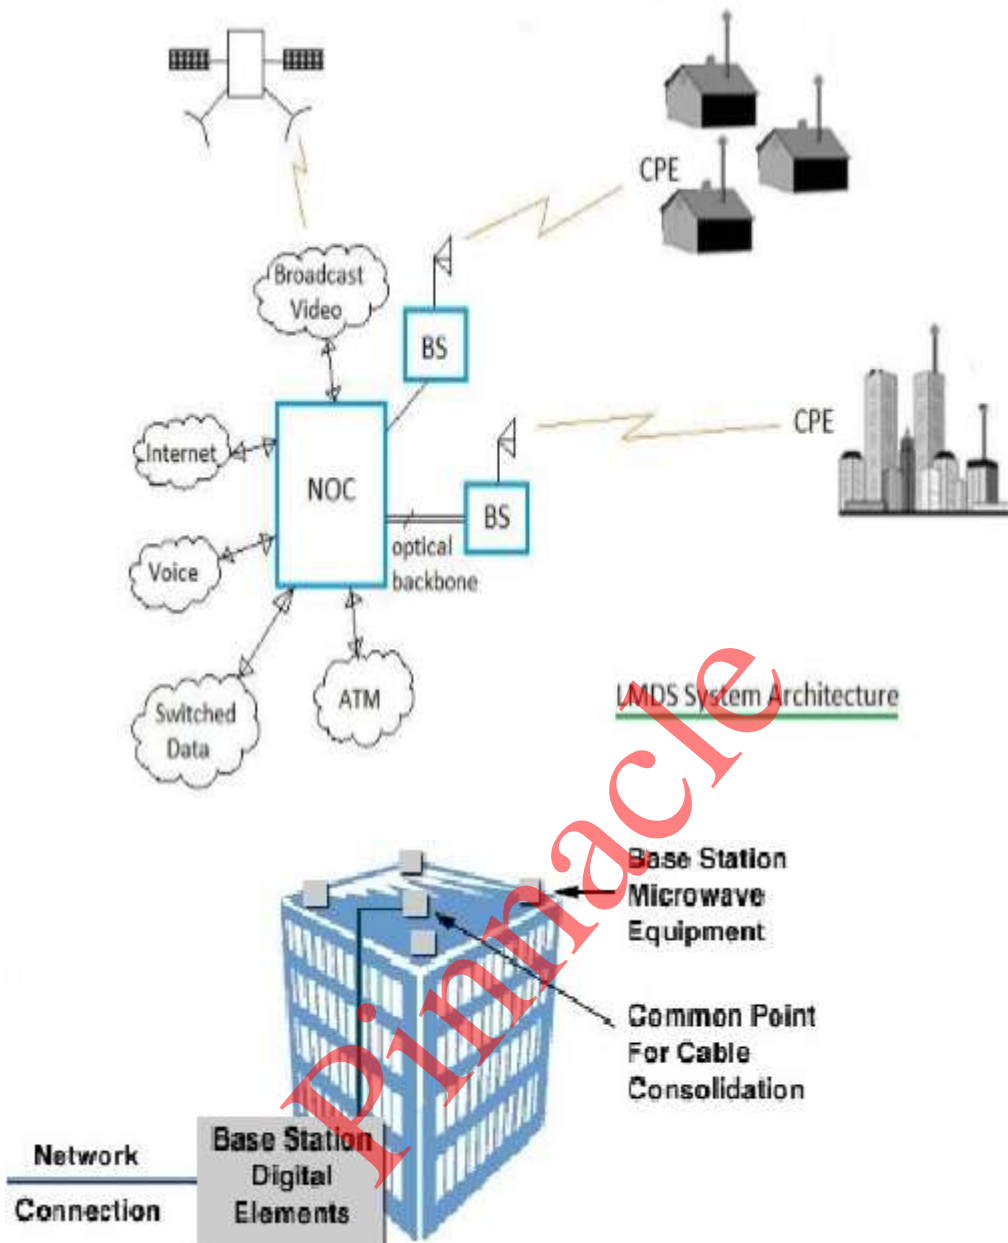 CPE
Broadcast
Video
BS
CPE
Internet
NOC
BS
optical
backbone
Voice
ATM
Switched
Data
LMDS System Architecture
Pinnacle
Base Station
Microwave
Equipment
Common Point
For Cable
Consolidation
Network
Connection
Base Station
Digital
Elements